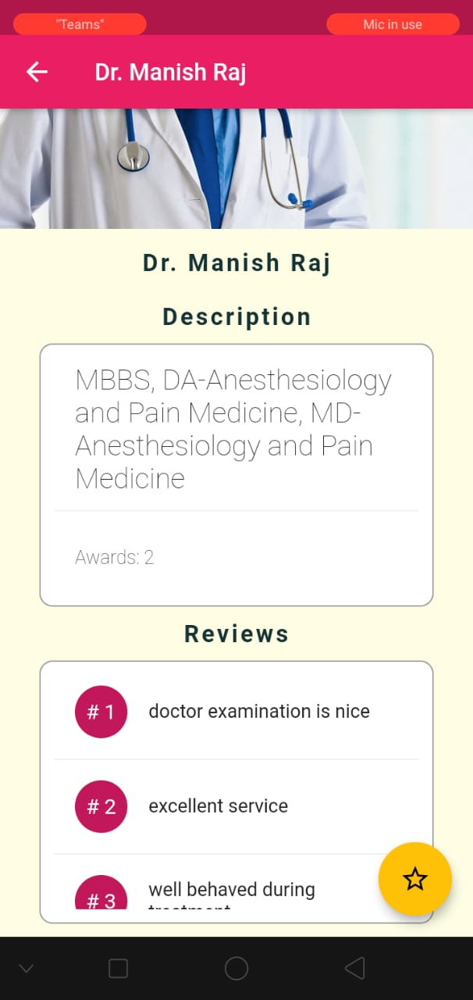 "Teams"
Mic in use
Dr. Manish Raj
Dr. Manish Raj
Description
MBBS, DA-Anesthesiology
and Pain Medicine, MD-
Anesthesiology and Pain
Medicine
Awards: 2
Reviews
# 1 doctor examination is nice
# 2 excellent service
# 3 well behaved during